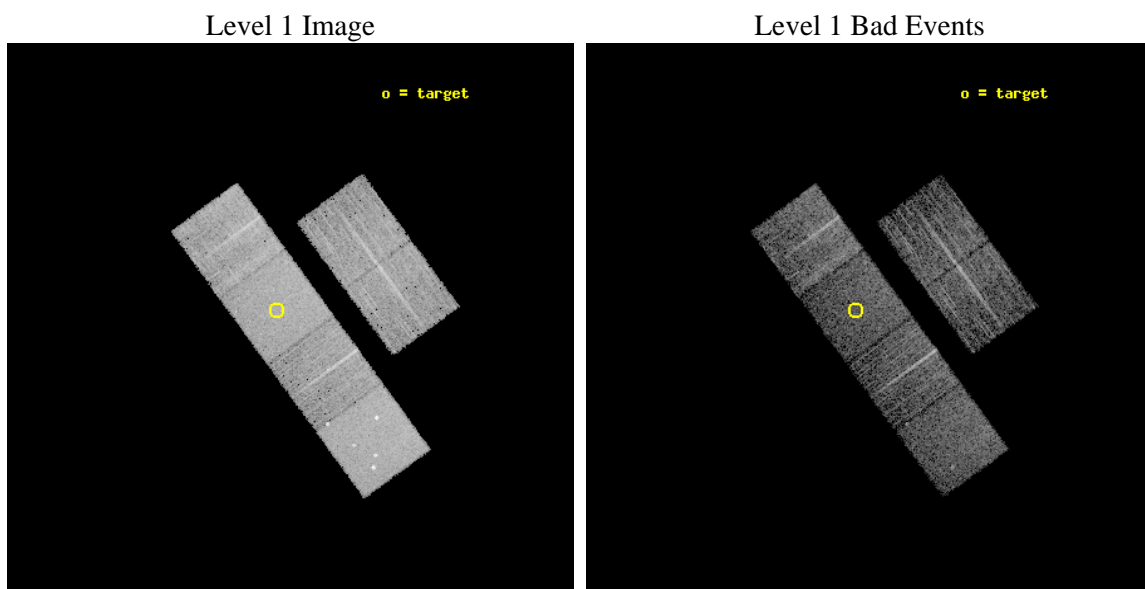 Level 1 Image
Level 1 Bad Events
o = target
o = target